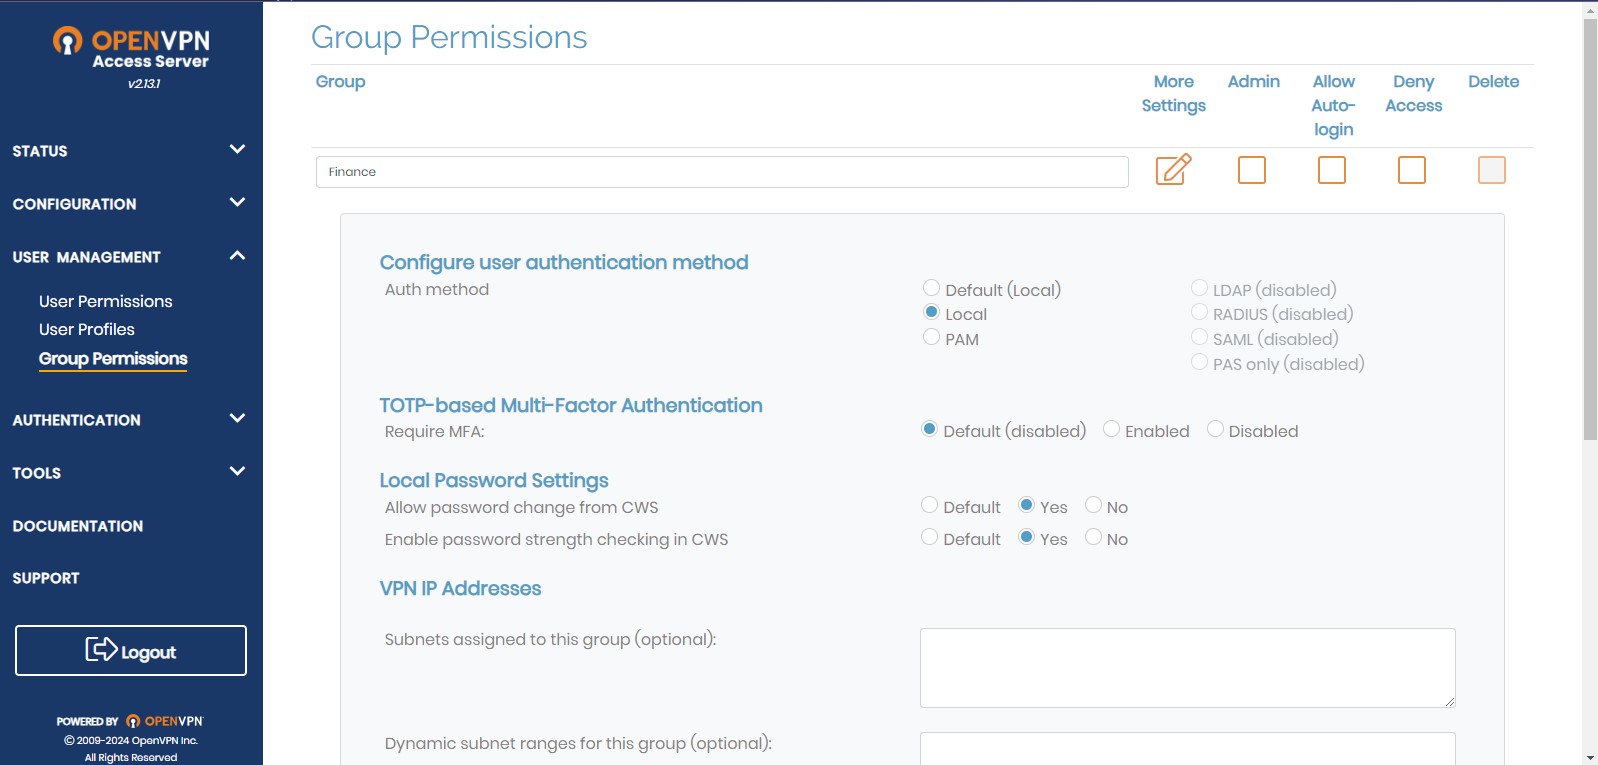 OPENVPN
Access Server
v2.13.1
STATUS
CONFIGURATION
USER MANAGEMENT
User Permissions
User Profiles
Group Permissions
AUTHENTICATION
TOOLS
DOCUMENTATION
SUPPORT
Logout
POWERED BY OPENVPN
© 2009-2024 OpenVPN Inc.
All Rights Reserved
Group Permissions
Group More Settings Admin Allow Auto-login Deny Access Delete
Finance
Configure user authentication method
Auth method
Default (Local)
Local
PAM
LDAP (disabled)
RADIUS (disabled)
SAML (disabled)
PAS only (disabled)
TOTP-based Multi-Factor Authentication
Require MFA: Default (disabled) Enabled Disabled
Local Password Settings
Allow password change from CWS Default Yes No
Enable password strength checking in CWS Default Yes No
VPN IP Addresses
Subnets assigned to this group (optional):
Dynamic subnet ranges for this group (optional):